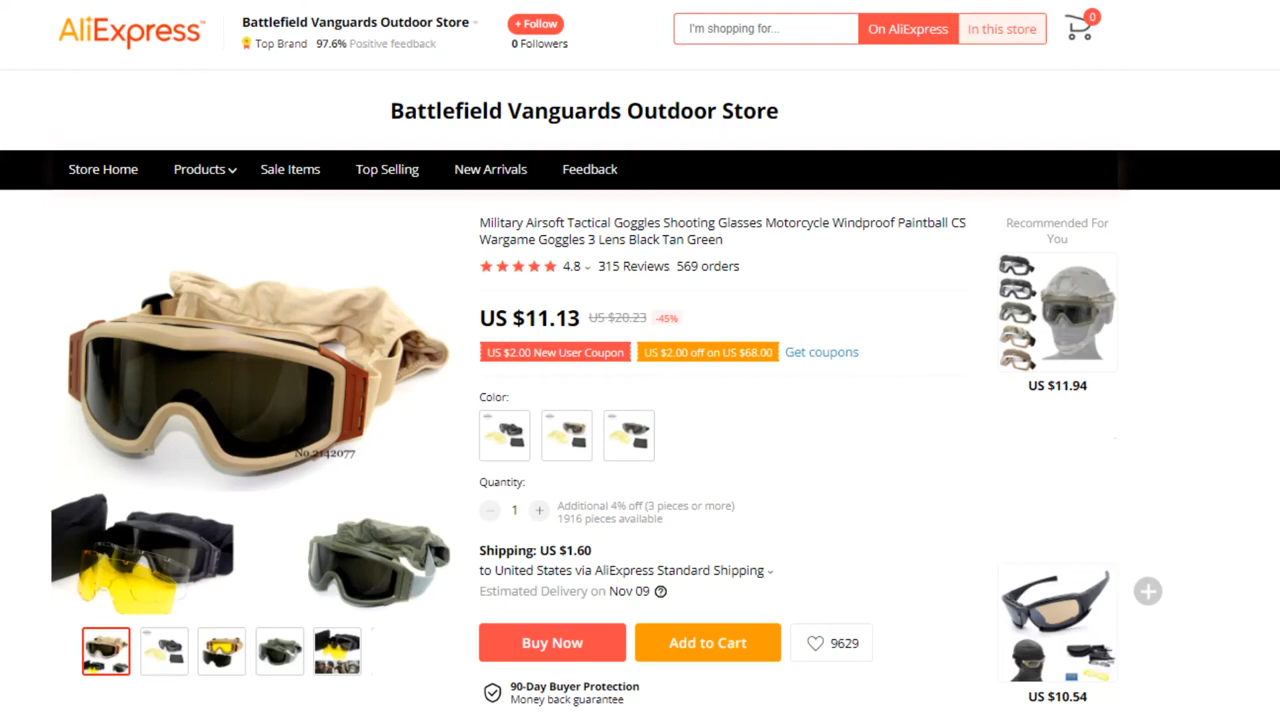 AliExpress™
Battlefield Vanguards Outdoor Store
Top Brand 97.6% Positive feedback
+ Follow
0 Followers
I'm shopping for...
On AliExpress
In this store
0
Battlefield Vanguards Outdoor Store
Store Home
Products
Sale Items
Top Selling
New Arrivals
Feedback
Military Airsoft Tactical Goggles Shooting Glasses Motorcycle Windproof Paintball CS
Wargame Goggles 3 Lens Black Tan Green
4.8 315 Reviews 569 orders
US $11.13 US $20.23 -45%
US $2.00 New User Coupon US $2.00 off on US $68.00 Get coupons
Color:
Quantity:
− 1 + Additional 4% off (3 pieces or more)
1916 pieces available
Shipping: US $1.60
to United States via AliExpress Standard Shipping
Estimated Delivery on Nov 09 ?
Buy Now
Add to Cart
9629
90-Day Buyer Protection
Money back guarantee
No.2142077
Recommended For
You
US $11.94
US $10.54